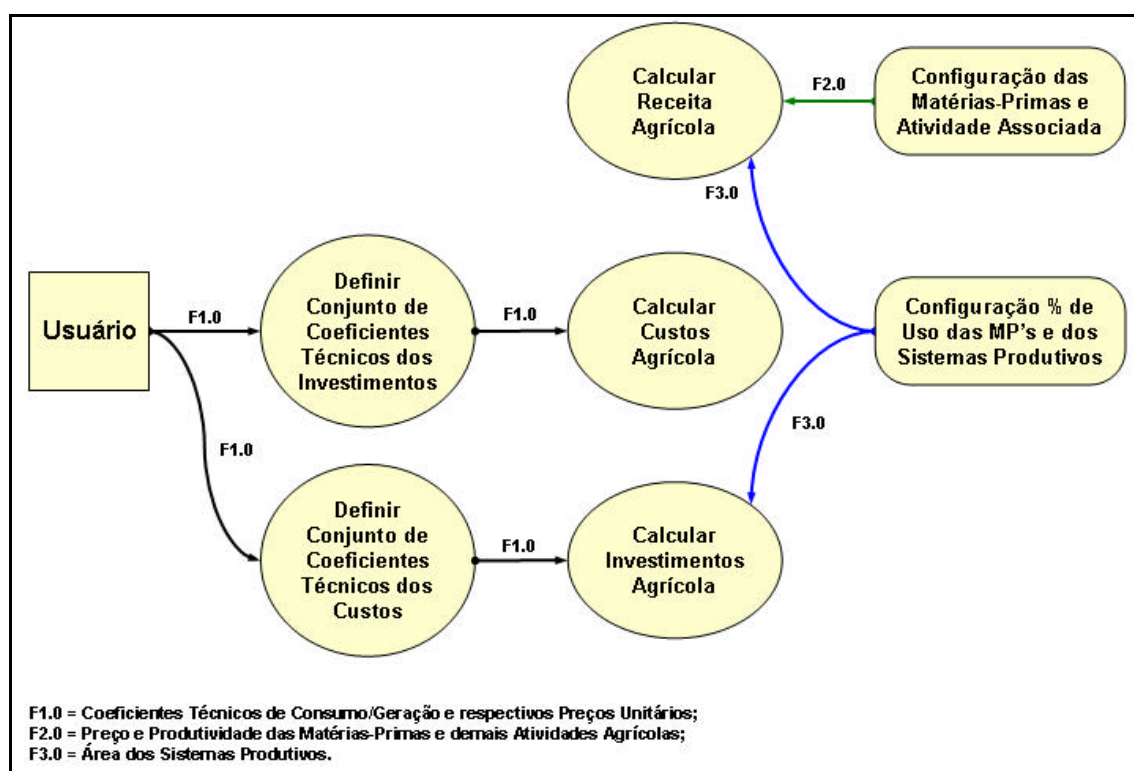 Calcular
Receita
Agrícola
F2.0
Configuração das
Matérias-Primas e
Atividade Associada
F3.0
Usuário
F1.0
Definir
Conjunto de
Coeficientes
Técnicos dos
Investimentos
F1.0
Calcular
Custos
Agrícola
Configuração % de
Uso das MP's e dos
Sistemas Produtivos
F1.0
F3.0
Definir
Conjunto de
Coeficientes
Técnicos dos
Custos
F1.0
Calcular
Investimentos
Agrícola
F1.0 = Coeficientes Técnicos de Consumo/Geração e respectivos Preços Unitários;
F2.0 = Preço e Produtividade das Matérias-Primas e demais Atividades Agrícolas;
F3.0 = Área dos Sistemas Produtivos.